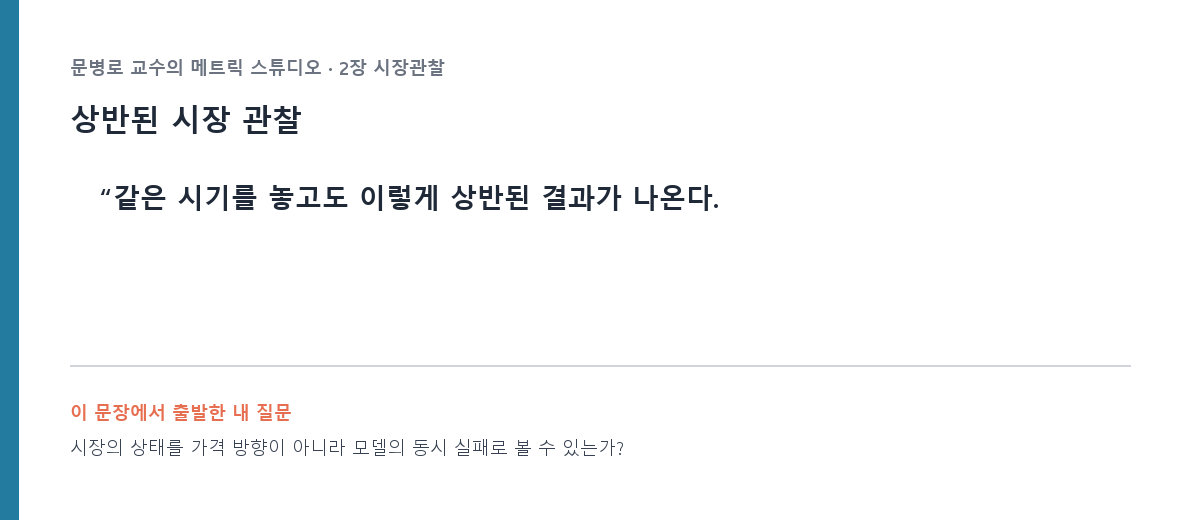 문병로 교수의 메트릭 스튜디오 · 2장 시장관찰
상반된 시장 관찰
“같은 시기를 놓고도 이렇게 상반된 결과가 나온다.
이 문장에서 출발한 내 질문
시장의 상태를 가격 방향이 아니라 모델의 동시 실패로 볼 수 있는가?